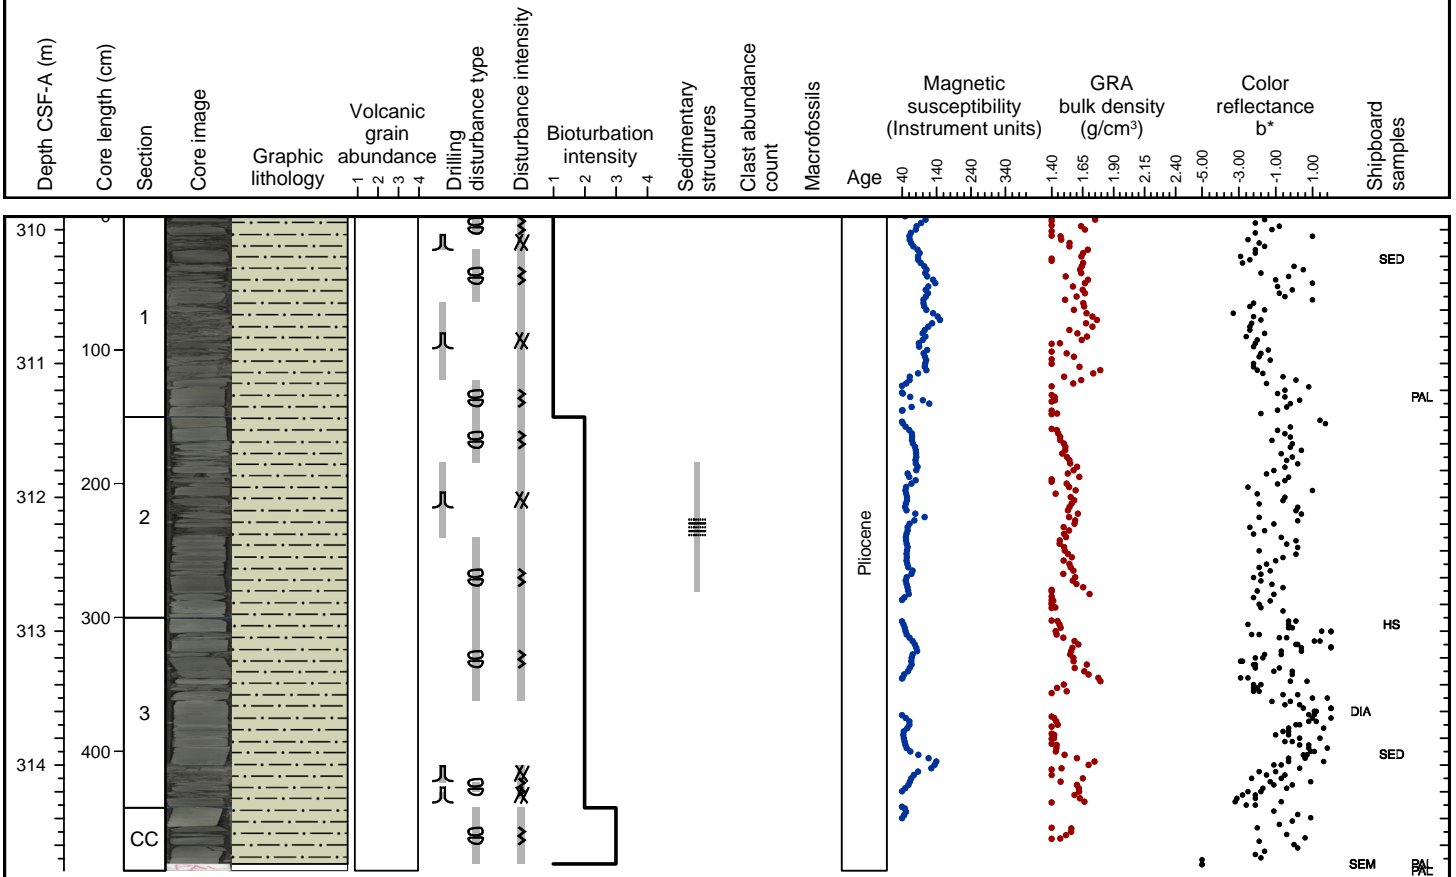 Depth CSF-A (m)
Core length (cm)
Section
Core image
Graphic
lithology
Volcanic
grain
abundance
1 2 3 4
Drilling
disturbance type
Disturbance intensity
Bioturbation
intensity
1 2 3 4
Sedimentary
structures
Clast abundance
count
Macrofossils
Age
Magnetic
susceptibility
(Instrument units)
40 140 240 340
GRA
bulk density
(g/cm³)
1.40 1.65 1.90 2.15 2.40
Color
reflectance
b*
-5.00 -3.00 -1.00 1.00
Shipboard
samples
310
311
312
313
314
0
100
200
300
400
1
2
3
CC
Pliocene
SED
PAL
HS
DIA
SED
SEM
PAL
PAL